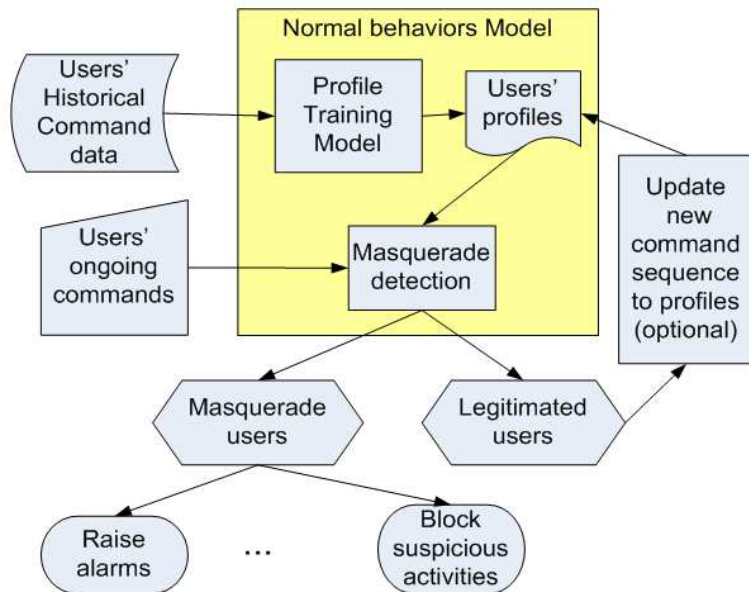 Normal behaviors Model
Users'
Historical
Command
data
Profile
Training
Model
Users'
profiles
Update
new
command
sequence
to profiles
(optional)
Users'
ongoing
commands
Masquerade
detection
Masquerade
users
Legitimated
users
Raise
alarms
...
Block
suspicious
activities